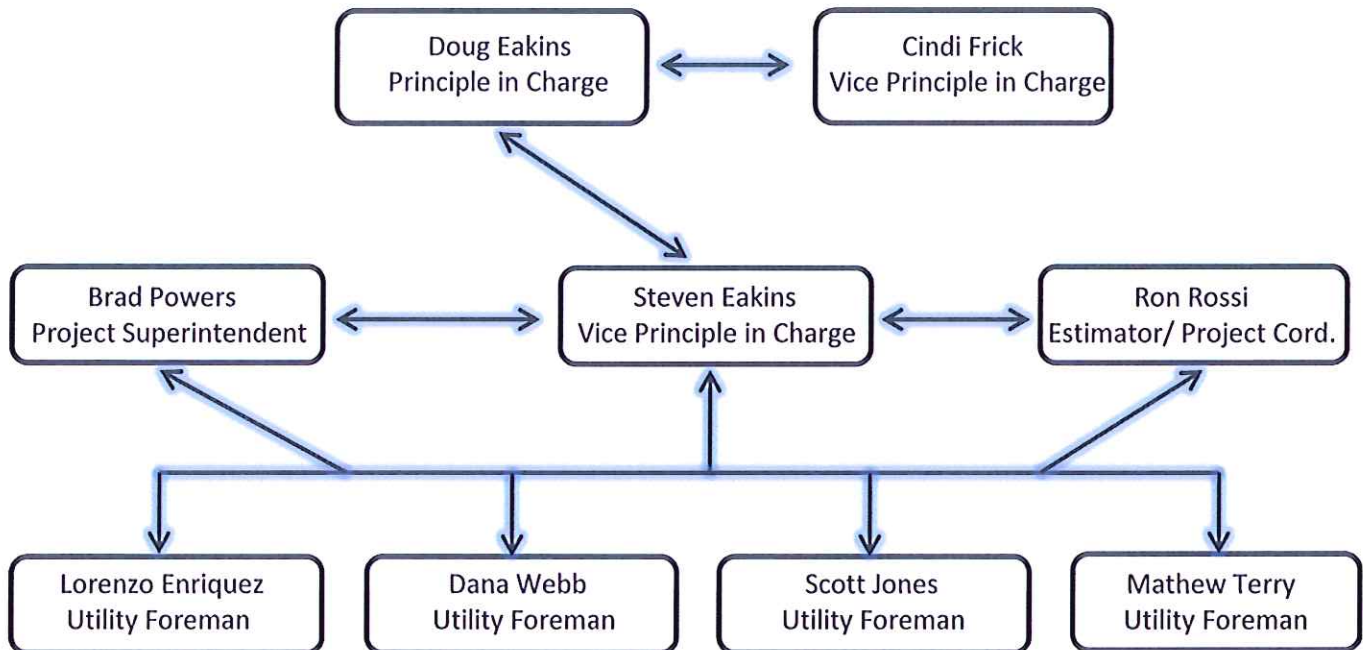 Doug Eakins
Principle in Charge
Cindi Frick
Vice Principle in Charge
Brad Powers
Project Superintendent
Steven Eakins
Vice Principle in Charge
Ron Rossi
Estimator/ Project Cord.
Lorenzo Enriquez
Utility Foreman
Dana Webb
Utility Foreman
Scott Jones
Utility Foreman
Mathew Terry
Utility Foreman